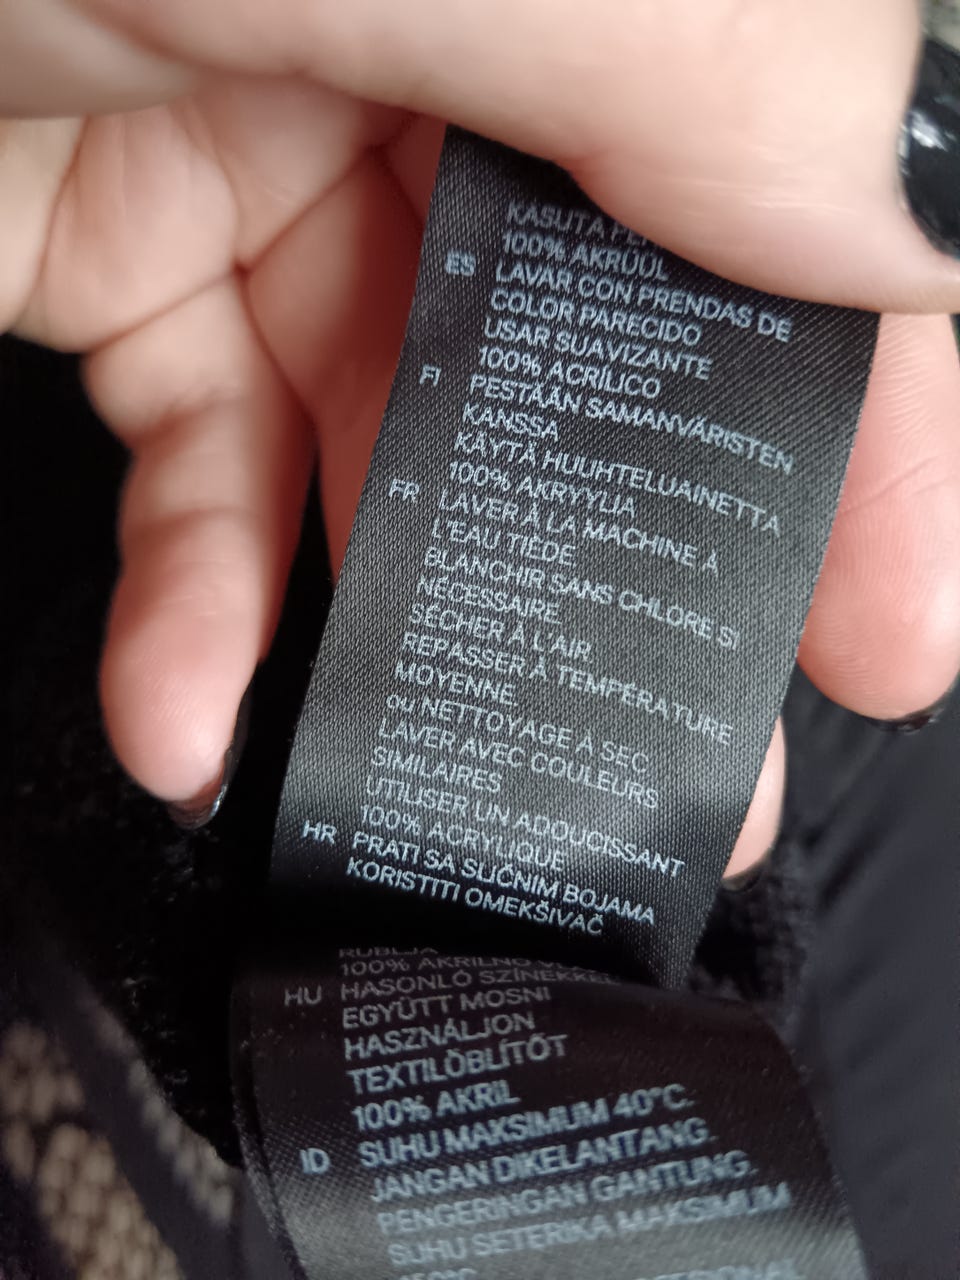 KASUTA
100% AKRÜÜL
ES LAVAR CON PRENDAS DE
COLOR PARECIDO
USAR SUAVIZANTE
100% ACRÍLICO
FI PESTÄÄN SAMANVÄRISTEN
KANSSA
KÄYTÄ HUUHTELUAINETTA
100% AKRYYLIA
FR LAVER À LA MACHINE À
L'EAU TIÈDE
BLANCHIR SANS CHLORE SI
NÉCESSAIRE
SÉCHER À L'AIR
REPASSER À TEMPÉRATURE
MOYENNE
ou NETTOYAGE À SEC
LAVER AVEC COULEURS
SIMILAIRES
UTILISER UN ADOUCISSANT
100% ACRYLIQUE
HR PRATI SA SLIČNIM BOJAMA
KORISTITI OMEKŠIVAČ
RUBLJA
100% AKRILNO
HU HASONLÓ SZÍNEKKEL
EGYÜTT MOSNI
HASZNÁLJON
TEXTILÖBLÍTŐT
100% AKRIL
ID SUHU MAKSIMUM 40°C.
JANGAN DIKELANTANG.
PENGERINGAN GANTUNG.
SUHU SETERIKA MAKSIMUM